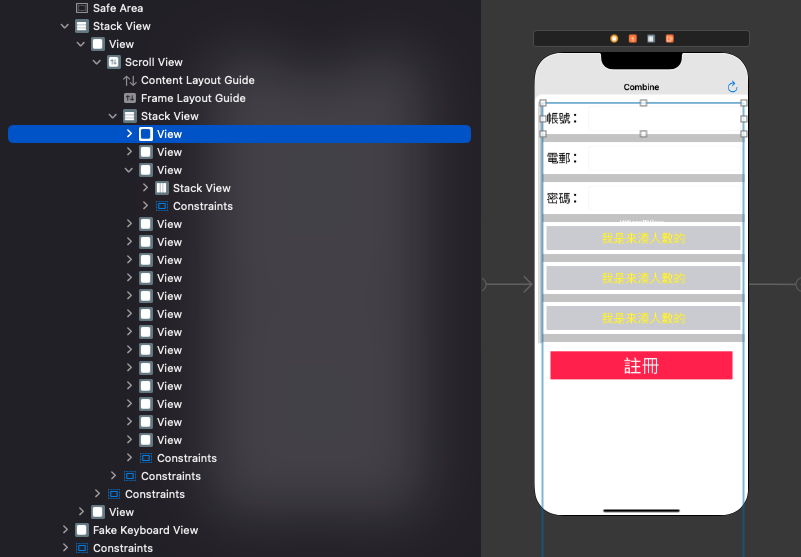 Safe Area
Stack View
View
Scroll View
Content Layout Guide
Frame Layout Guide
Stack View
View
View
View
Stack View
Constraints
View
View
View
View
View
View
View
View
View
View
View
View
View
Constraints
Constraints
Constraints
View
Fake Keyboard View
Constraints
Combine
帳號：
電郵：
密碼：
我是來湊人數的
我是來湊人數的
我是來湊人數的
註冊